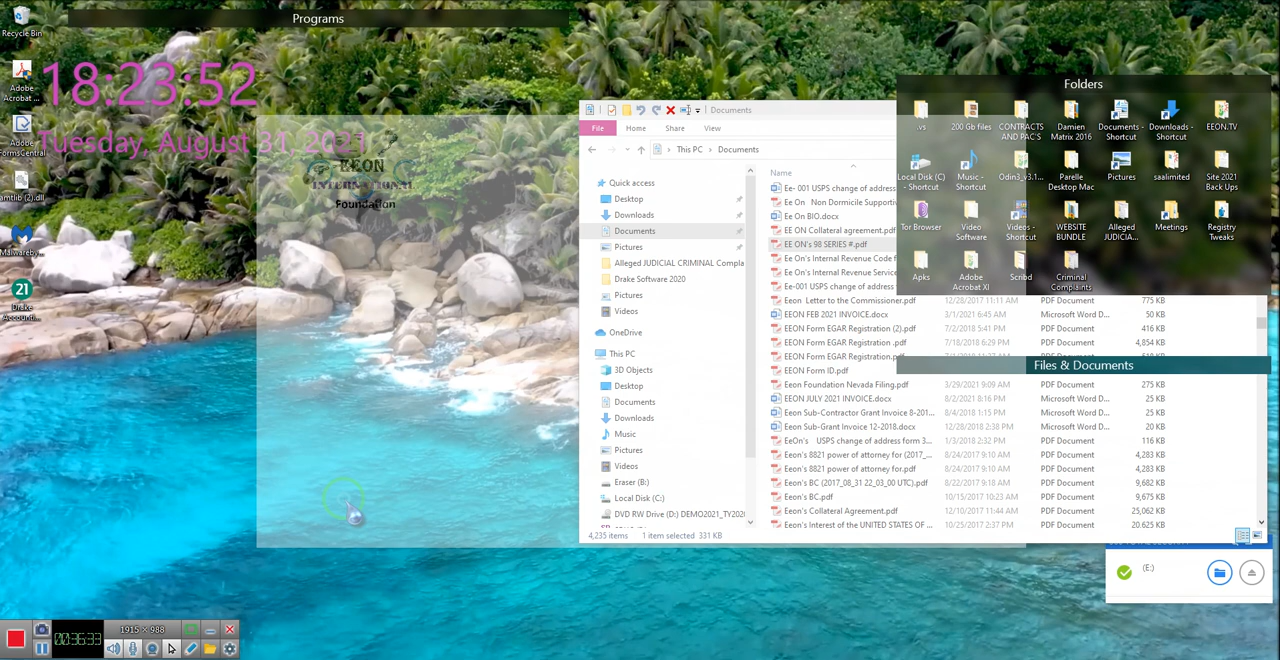 Programs
Recycle Bin
Adobe
Acrobat ...
18:23:52
Tuesday, August 31, 2021
Adobe
FormsCentral
amtlib (2).dll
Malwareby...
21
Drake
Accounti...
EEON
INTERNATIONAL
Foundation
Documents
File
Home
Share
View
This PC > Documents
Quick access
Desktop
Downloads
Documents
Pictures
Alleged JUDICIAL CRIMINAL Compla
Drake Software 2020
Pictures
Videos
OneDrive
This PC
3D Objects
Desktop
Documents
Downloads
Music
Pictures
Videos
Eraser (B:)
Local Disk (C:)
DVD RW Drive (D:) DEMO2021_TY2020
Name
Ee- 001 USPS change of address
Ee On Non Dormicile Supportiv
Ee On BIO.docx
EE ON Collateral agreement.pdf
EE ON's 98 SERIES #.pdf
Ee On's Internal Revenue Code f
Ee On's Internal Revenue Service
Ee-001 USPS change of address
Eeon Letter to the Commissioner.pdf 12/28/2017 11:11 AM PDF Document 775 KB
EEON FEB 2021 INVOICE.docx 3/1/2021 6:45 AM Microsoft Word D... 50 KB
EEON Form EGAR Registration (2).pdf 7/2/2018 5:41 PM PDF Document 416 KB
EEON Form EGAR Registration .pdf 7/18/2018 6:29 PM PDF Document 4,854 KB
EEON Form EGAR Registration.pdf
EEON Form ID.pdf
Eeon Foundation Nevada Filing.pdf 3/29/2021 9:09 AM PDF Document 275 KB
EEON JULY 2021 INVOICE.docx 8/2/2021 8:16 PM Microsoft Word D... 25 KB
Eeon Sub-Contractor Grant Invoice 8-201... 8/4/2018 1:15 PM Microsoft Word D... 25 KB
Eeon Sub-Grant Invoice 12-2018.docx 12/28/2018 2:38 PM Microsoft Word D... 20 KB
EeOn's USPS change of address form 3... 1/3/2018 2:32 PM PDF Document 116 KB
Eeon's 8821 power of attorney for (2017_... 8/24/2017 9:10 AM PDF Document 4,283 KB
Eeon's 8821 power of attorney for.pdf 8/24/2017 9:10 AM PDF Document 4,283 KB
Eeon's BC (2017_08_31 22_03_00 UTC).pdf 8/22/2017 9:18 AM PDF Document 9,682 KB
Eeon's BC.pdf 10/15/2017 10:23 AM PDF Document 9,675 KB
Eeon's Collateral Agreement.pdf 12/10/2017 11:44 AM PDF Document 25,062 KB
Eeon's Interest of the UNITED STATES OF ... 10/25/2017 2:37 PM PDF Document 20,625 KB
4,235 items 1 item selected 331 KB
Folders
.vs
200 Gb files
CONTRACTS AND PAC'S
Damien Matrix 2016
Documents - Shortcut
Downloads - Shortcut
EEON.TV
Local Disk (C) - Shortcut
Music - Shortcut
Odin3_v3.1...
Parelle Desktop Mac
Pictures
saalimited
Site 2021 Back Ups
Tor Browser
Video Software
Videos - Shortcut
WEBSITE BUNDLE
Alleged JUDICIA...
Meetings
Registry Tweaks
Apks
Adobe Acrobat XI
Scribd
Criminal Complaints
Files & Documents
(E:)
00:36:33
1915 × 988